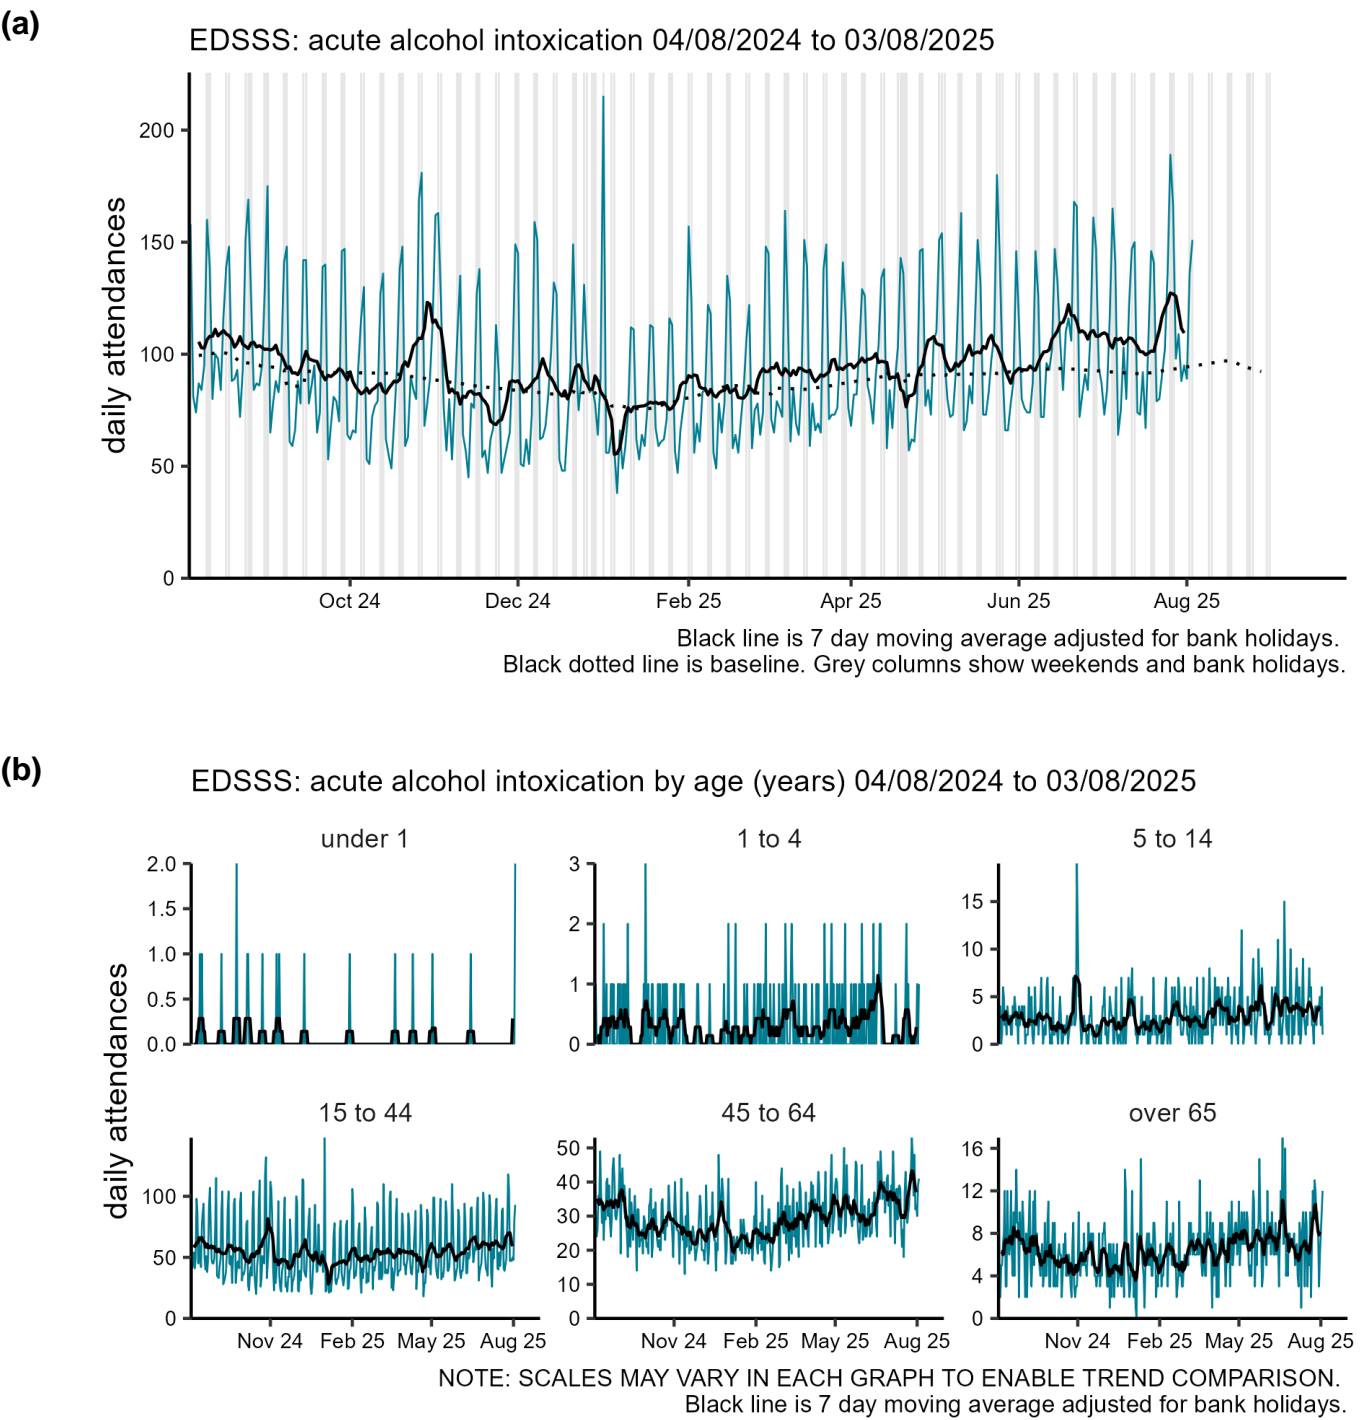 (a)
EDSSS: acute alcohol intoxication 04/08/2024 to 03/08/2025
daily attendances
200
150
100
50
0
Oct 24 Dec 24 Feb 25 Apr 25 Jun 25 Aug 25
Black line is 7 day moving average adjusted for bank holidays.
Black dotted line is baseline. Grey columns show weekends and bank holidays.
(b)
EDSSS: acute alcohol intoxication by age (years) 04/08/2024 to 03/08/2025
daily attendances
under 1
2.0
1.5
1.0
0.5
0.0
1 to 4
3
2
1
0
5 to 14
15
10
5
0
daily attendances
15 to 44
100
50
0
Nov 24 Feb 25 May 25 Aug 25
45 to 64
50
40
30
20
10
0
Nov 24 Feb 25 May 25 Aug 25
over 65
16
12
8
4
0
Nov 24 Feb 25 May 25 Aug 25
NOTE: SCALES MAY VARY IN EACH GRAPH TO ENABLE TREND COMPARISON.
Black line is 7 day moving average adjusted for bank holidays.